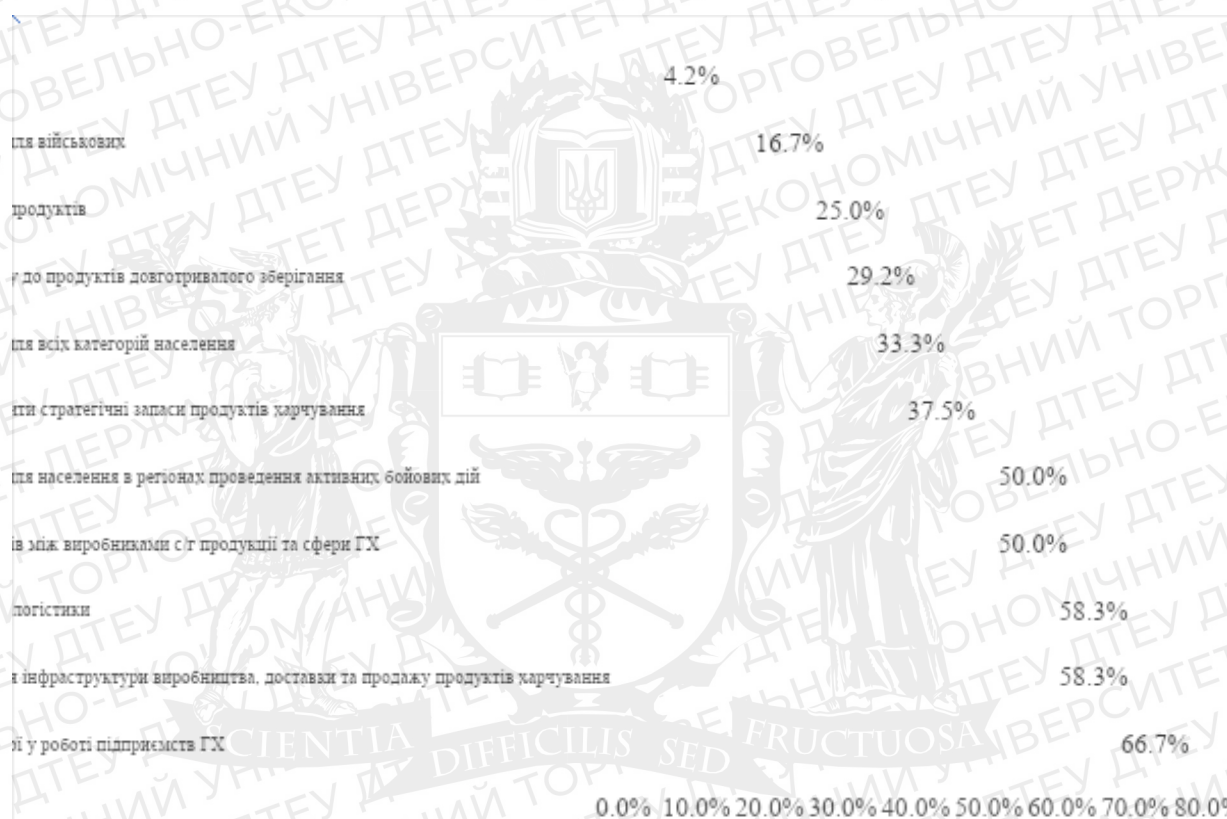 4.2%
для військових 16.7%
продуктів 25.0%
у до продуктів довготривалого зберігання 29.2%
для всіх категорій населення 33.3%
ити стратегічні запаси продуктів харчування 37.5%
для населення в регіонах проведення активних бойових дій 50.0%
ів між виробниками с/г продукції та сфери ГХ 50.0%
логістики 58.3%
я інфраструктури виробництва, доставки та продажу продуктів харчування 58.3%
ої у роботі підприємств ГХ 66.7%
CIENTIA DIFFICILIS SED FRUCTUOSA
0.0% 10.0% 20.0% 30.0% 40.0% 50.0% 60.0% 70.0% 80.0%